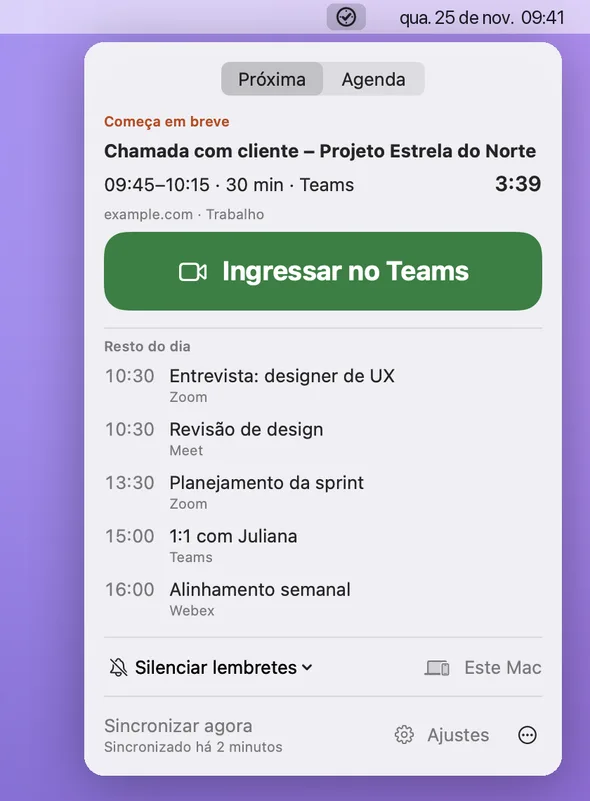 qua. 25 de nov. 09:41
Próxima Agenda
Começa em breve
Chamada com cliente – Projeto Estrela do Norte
09:45–10:15 · 30 min · Teams 3:39
example.com · Trabalho
Ingressar no Teams
Resto do dia
10:30 Entrevista: designer de UX
Zoom
10:30 Revisão de design
Meet
13:30 Planejamento da sprint
Zoom
15:00 1:1 com Juliana
Teams
16:00 Alinhamento semanal
Webex
Silenciar lembretes Este Mac
Sincronizar agora
Sincronizado há 2 minutos
Ajustes